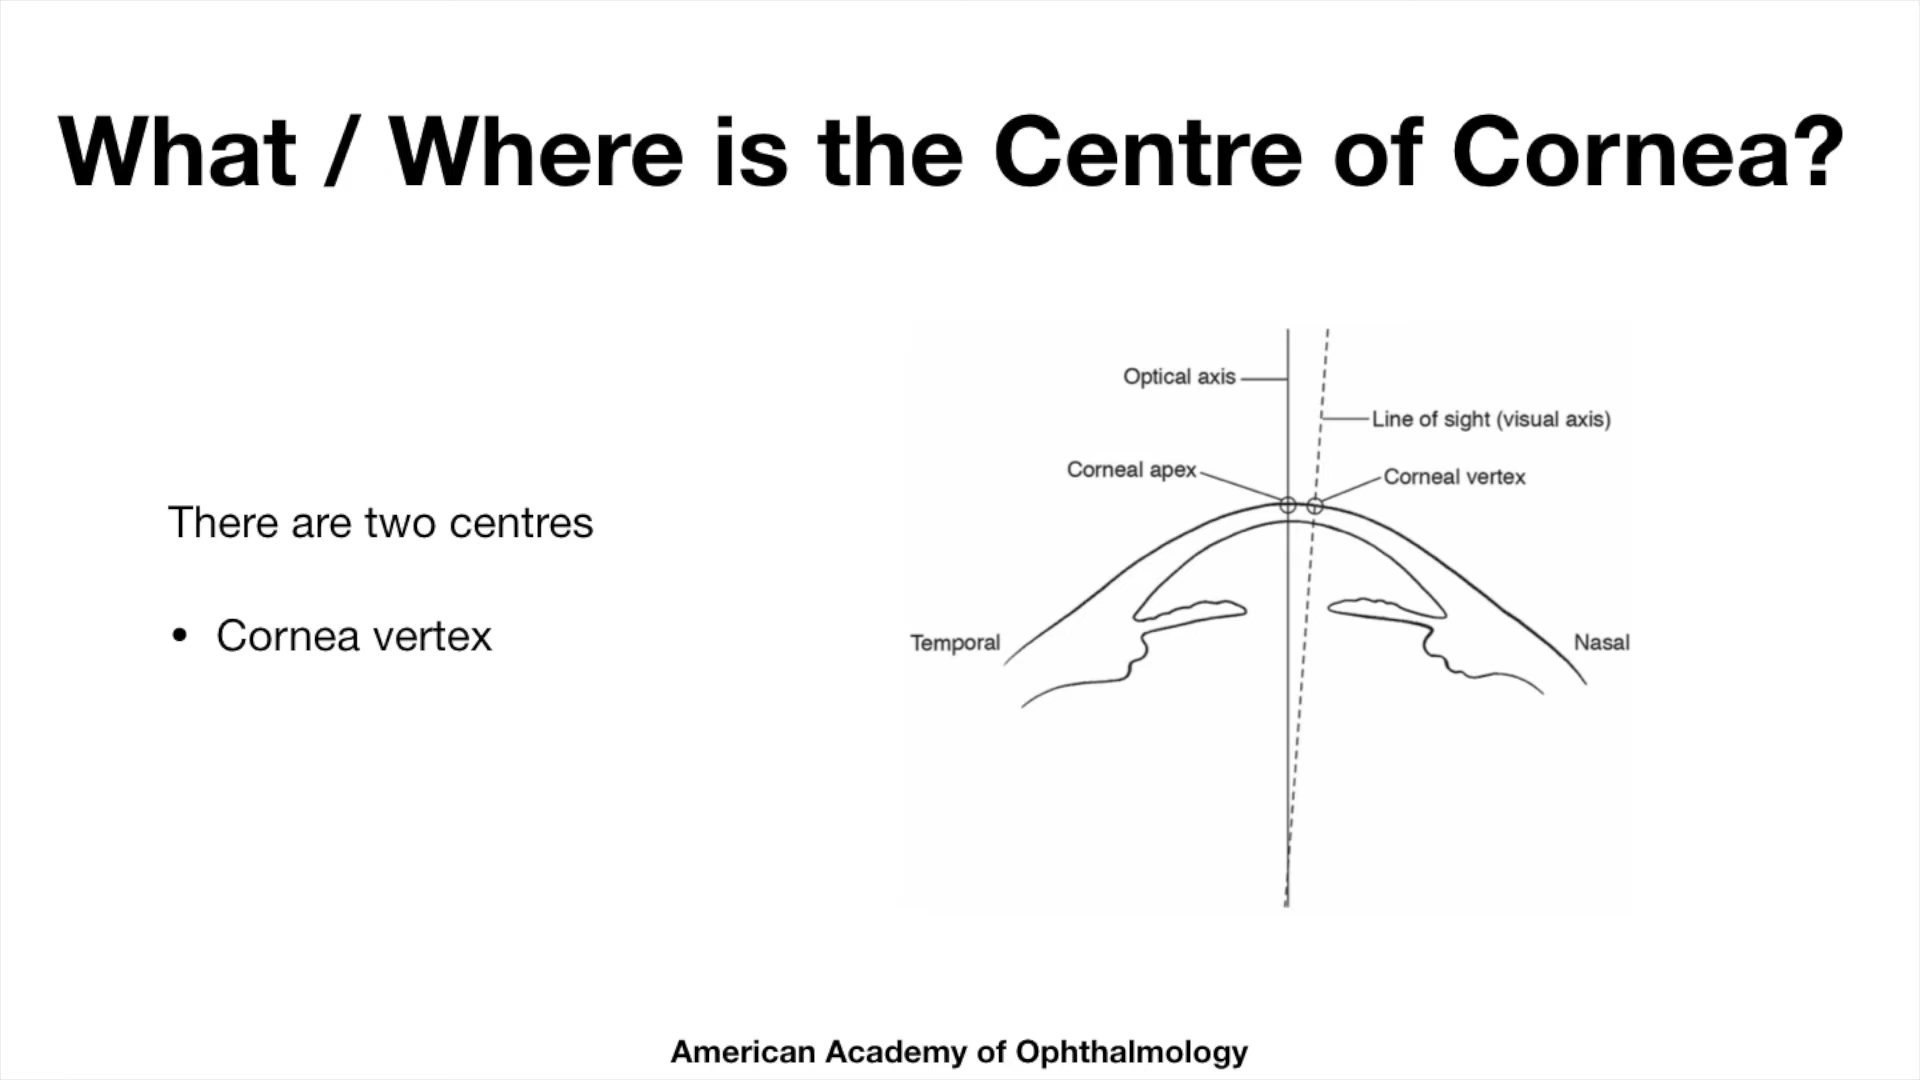 What / Where is the Centre of Cornea?
There are two centres
• Cornea vertex
Optical axis
Line of sight (visual axis)
Corneal apex
Corneal vertex
Temporal
Nasal
American Academy of Ophthalmology